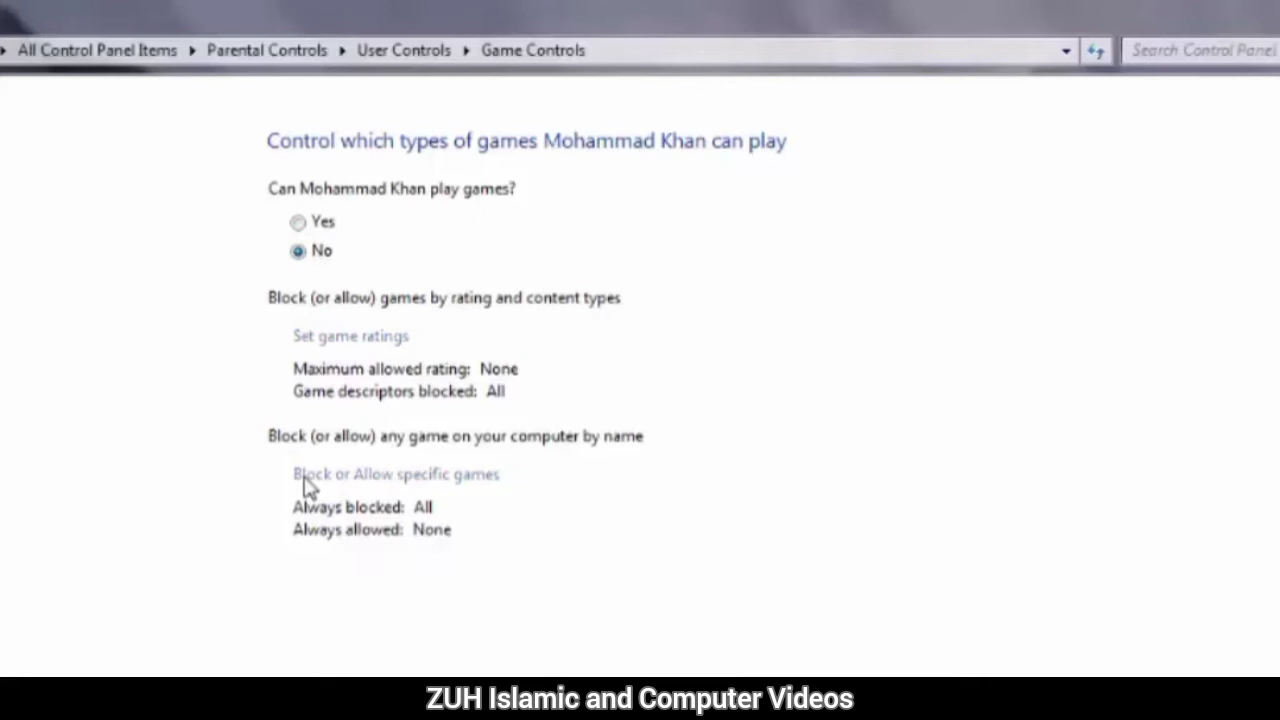 All Control Panel Items ▸ Parental Controls ▸ User Controls ▸ Game Controls
Search Control Panel
Control which types of games Mohammad Khan can play
Can Mohammad Khan play games?
Yes
No
Block (or allow) games by rating and content types
Set game ratings
Maximum allowed rating: None
Game descriptors blocked: All
Block (or allow) any game on your computer by name
Block or Allow specific games
Always blocked: All
Always allowed: None
ZUH Islamic and Computer Videos